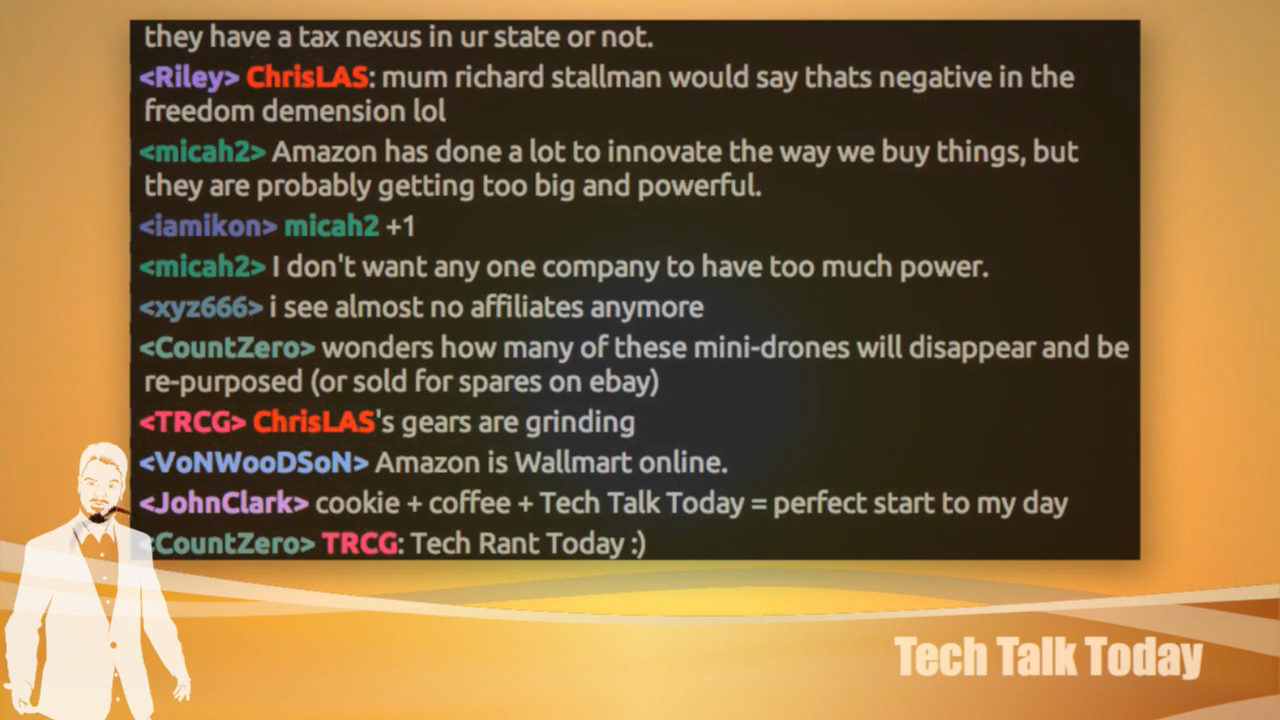 they have a tax nexus in ur state or not.
<Riley> ChrisLAS: mum richard stallman would say thats negative in the
freedom demension lol
<micah2> Amazon has done a lot to innovate the way we buy things, but
they are probably getting too big and powerful.
<iamikon> micah2 +1
<micah2> I don't want any one company to have too much power.
<xyz666> i see almost no affiliates anymore
<CountZero> wonders how many of these mini-drones will disappear and be
re-purposed (or sold for spares on ebay)
<TRCG> ChrisLAS's gears are grinding
<VoNWooDSoN> Amazon is Wallmart online.
<JohnClark> cookie + coffee + Tech Talk Today = perfect start to my day
<CountZero> TRCG: Tech Rant Today :)
Tech Talk Today